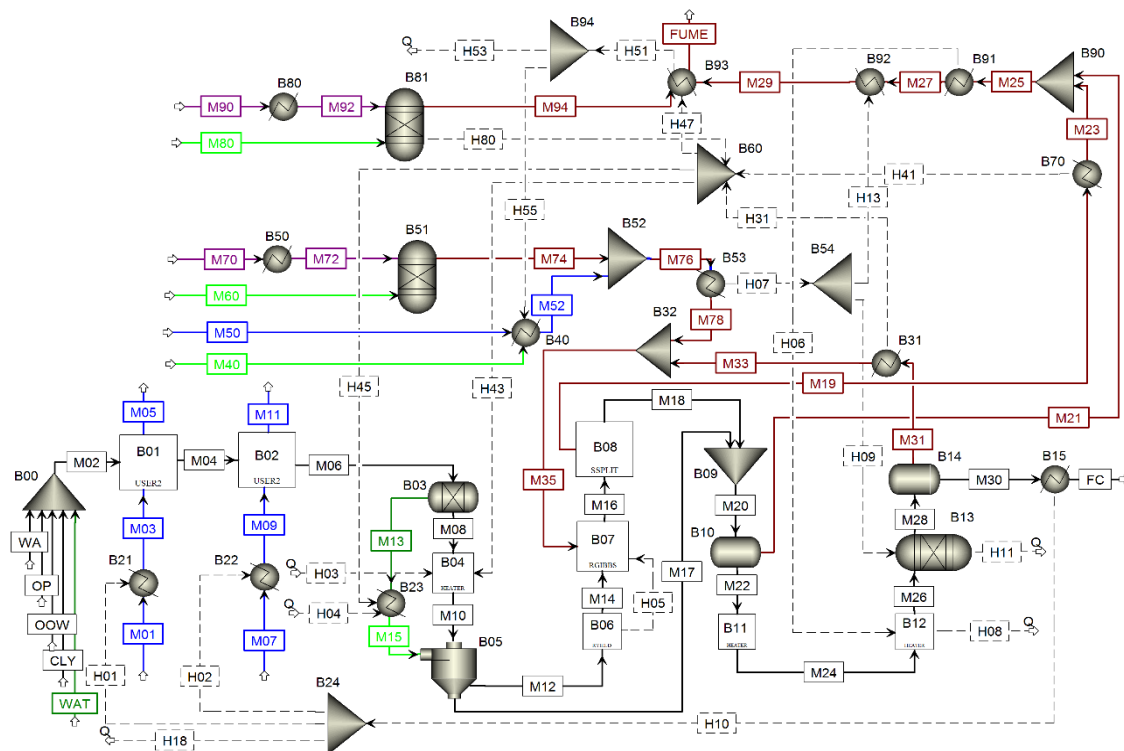 B94
Q
H53
H51
FUME
B93
B92
B91
B90
M29
M27
M25
B80
B81
M90
M92
M94
M80
H80
H47
M23
B60
B70
H41
H13
H55
H31
B50
B51
B52
M70
M72
M74
M76
B53
B54
M60
H07
M52
M50
M78
B32
B40
M40
B31
M33
H06
H45
H43
M19
M05
M11
M18
M21
M31
B00
M02
B01
USER2
M04
B02
USER2
M06
B08
SSPLIT
B09
H09
B14
B15
M35
B03
M30
FC
M16
M20
M03
M09
M08
M28
WA
M13
B10
B13
B07
RGIBBS
M17
B21
B22
Q
H03
B04
HEATER
Q
H11
OP
B23
M22
M26
M14
H05
Q
H04
M10
OOW
M01
M07
M15
B06
RYIELD
B11
HEATER
B12
HEATER
H08
Q
B05
CLY
H01
H02
M12
M24
B24
WAT
H10
Q
H18